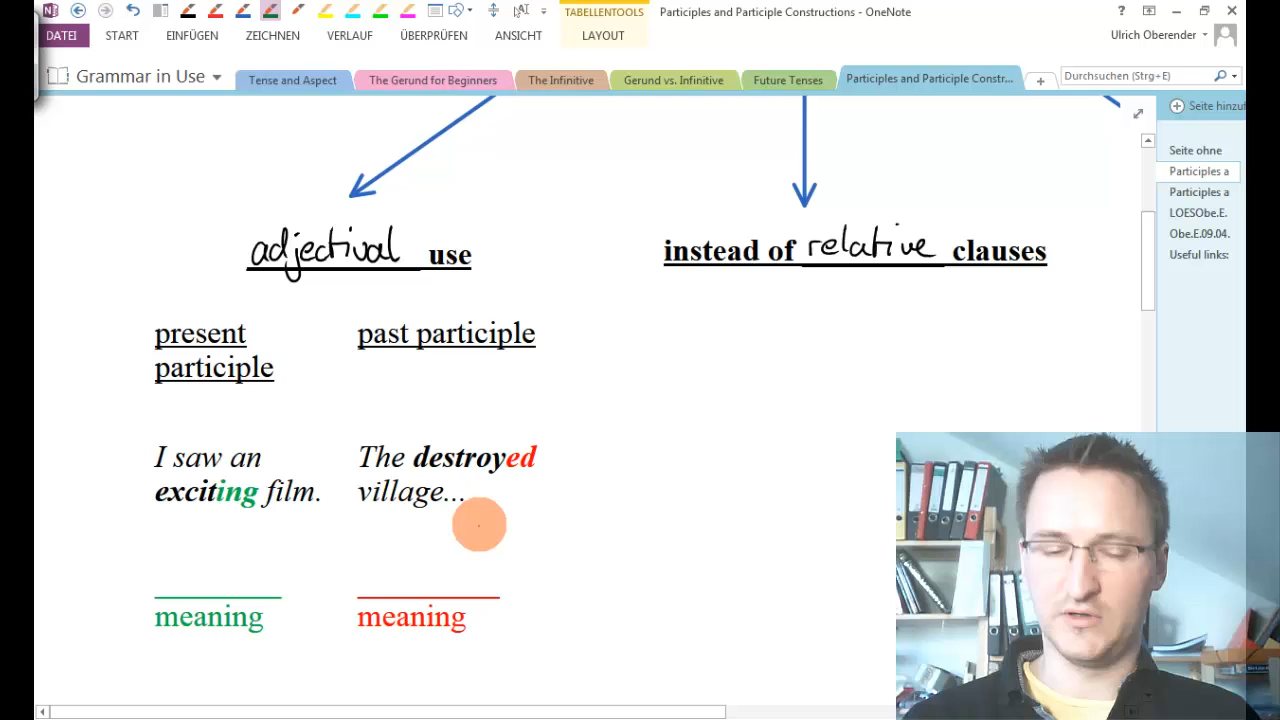 TABELLENTOOLS
Participles and Participle Constructions - OneNote
DATEI START EINFÜGEN ZEICHNEN VERLAUF ÜBERPRÜFEN ANSICHT LAYOUT
Ulrich Oberender
Grammar in Use
Tense and Aspect
The Gerund for Beginners
The Infinitive
Gerund vs. Infinitive
Future Tenses
Participles and Participle Constr...
Durchsuchen (Strg+E)
Seite hinzu
Seite ohne
Participles a
Participles a
LOESObe.E.
Obe.E.09.04.
Useful links:
adjectival use
instead of relative clauses
present
participle
past participle
I saw an
exciting film.
The destroyed
village...
meaning
meaning